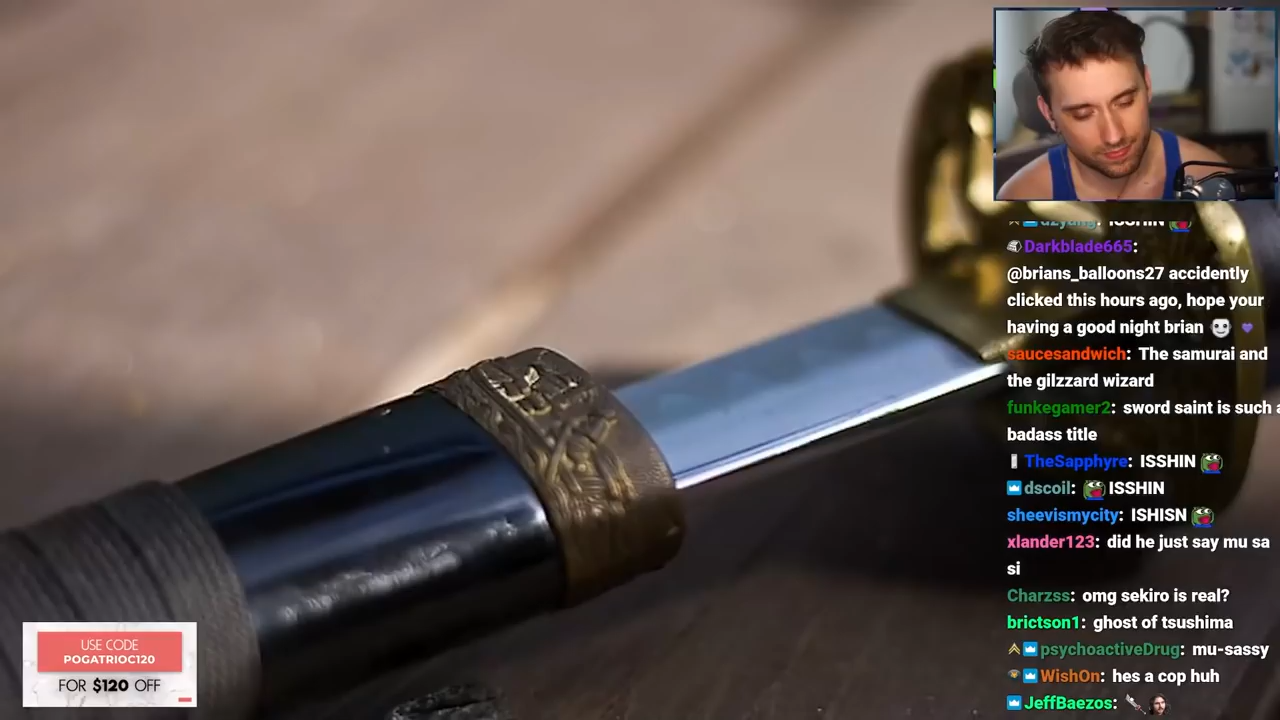 ISSHIN
Darkblade665:
@brians_balloons27 accidently
clicked this hours ago, hope your
having a good night brian
saucesandwich: The samurai and
the gilzzard wizard
funkegamer2: sword saint is such a
badass title
TheSapphyre: ISSHIN
dscoil: ISSHIN
sheevismycity: ISHISN
xlander123: did he just say mu sa
si
Charzss: omg sekiro is real?
brictson1: ghost of tsushima
psychoactiveDrug: mu-sassy
WishOn: hes a cop huh
JeffBaezos:
USE CODE
POGATRIOC120
FOR $120 OFF